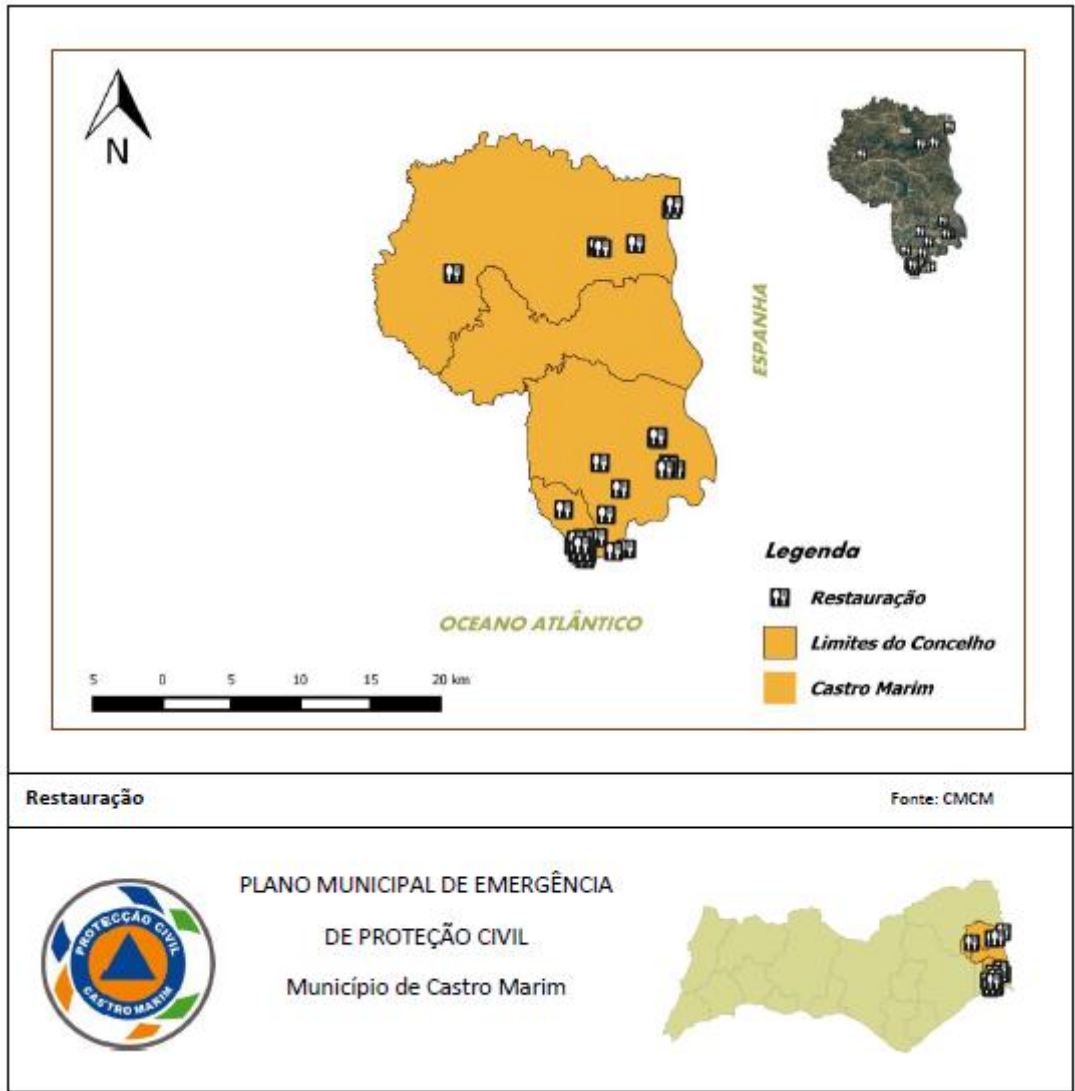 N
ESPANHA
OCEANO ATLÂNTICO
Legenda
Restauração
Limites do Concelho
Castro Marim
5 0 5 10 15 20 km
Restauração
Fonte: CMCM
PROTECÇÃO CIVIL
CASTRO MARIM
PLANO MUNICIPAL DE EMERGÊNCIA
DE PROTEÇÃO CIVIL
Município de Castro Marim